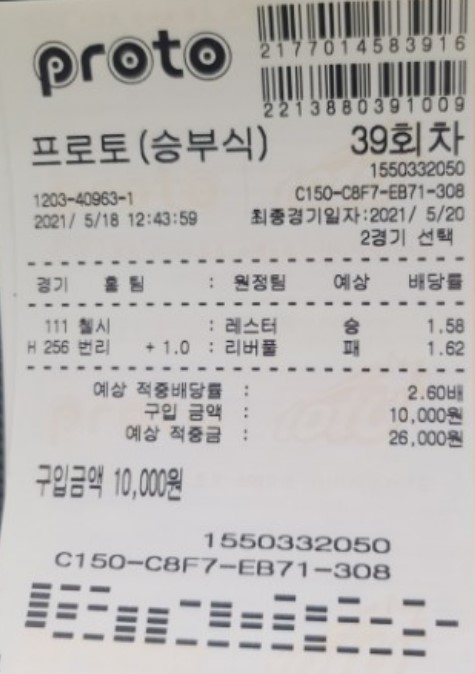 proto
2177014583916
2213880391009
프로토(승부식) 39회차
1550332050
1203-40963-1 C150-C8F7-EB71-308
2021/ 5/18 12:43:59 최종경기일자:2021/ 5/20
2경기 선택
경기 홈 팀 : 원정팀 예상 배당률
111 첼시 : 레스터 승 1.58
H 256 번리 + 1.0 : 리버풀 패 1.62
예상 적중배당률 : 2.60배
구입 금액 : 10,000원
예상 적중금 : 26,000원
구입금액 10,000원
1550332050
C150-C8F7-EB71-308